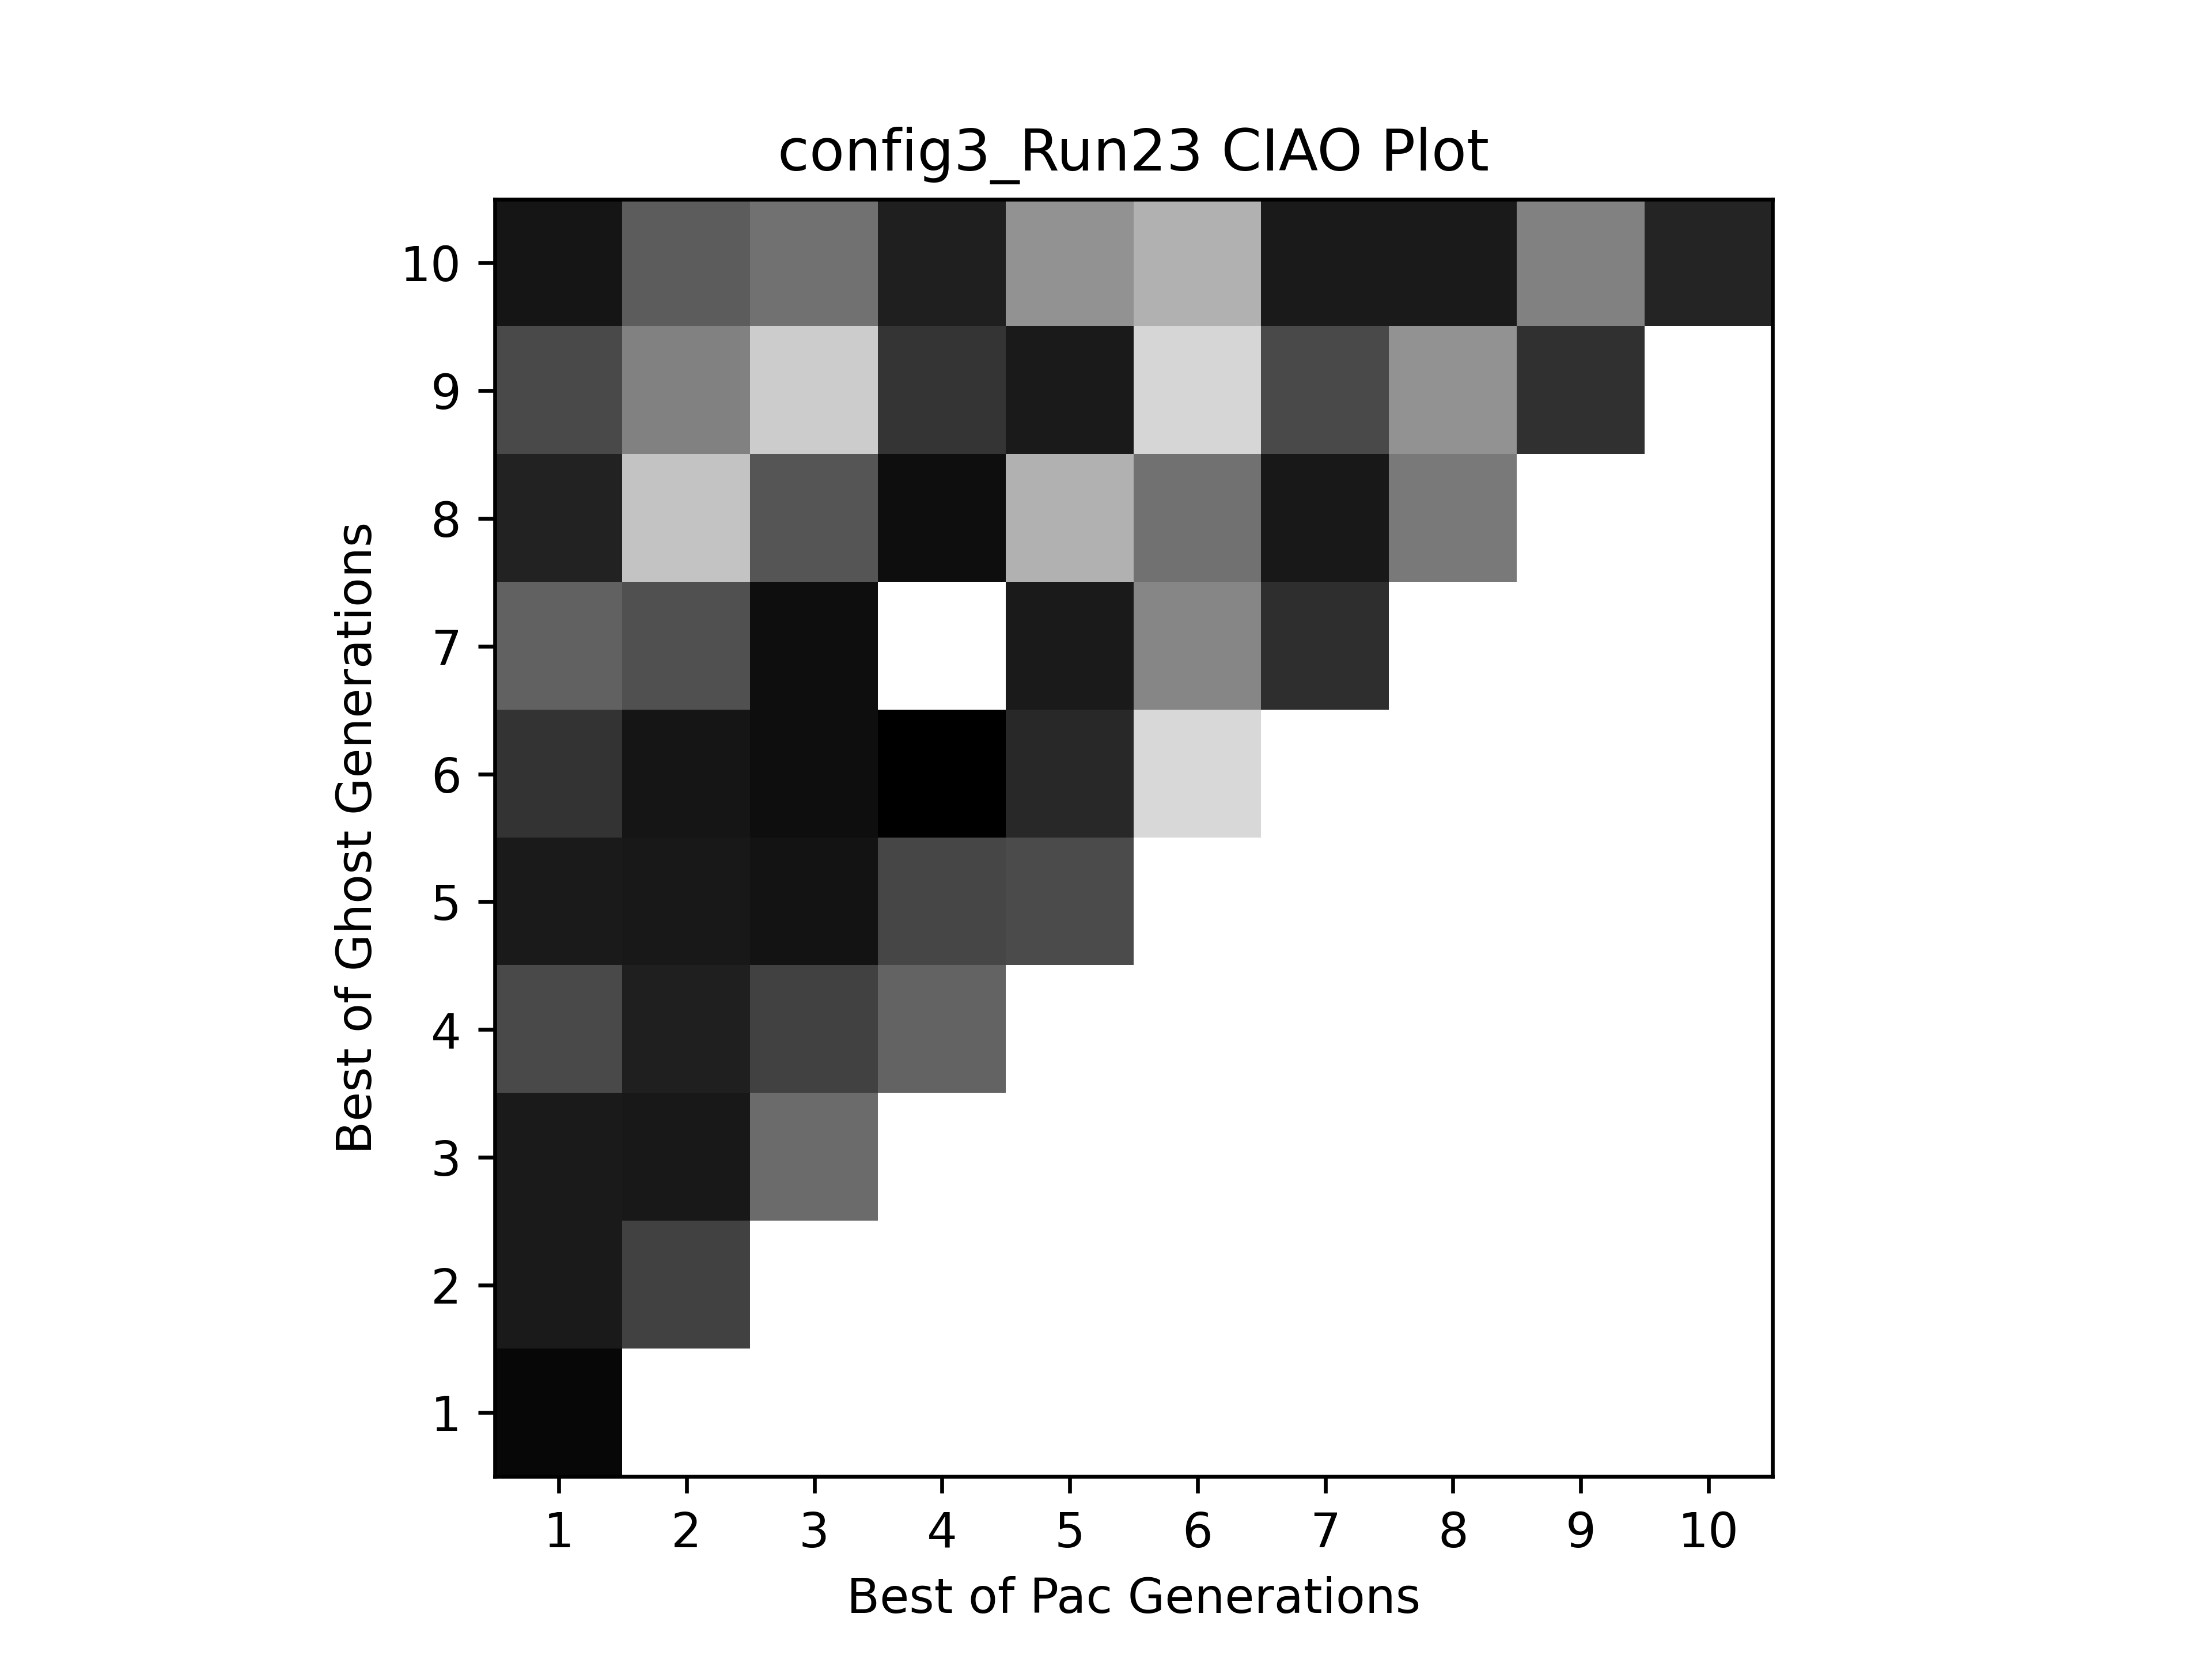 config3_Run23 CIAO Plot
10
9
8
7
6
5
4
3
2
1
Best of Ghost Generations
1 2 3 4 5 6 7 8 9 10
Best of Pac Generations